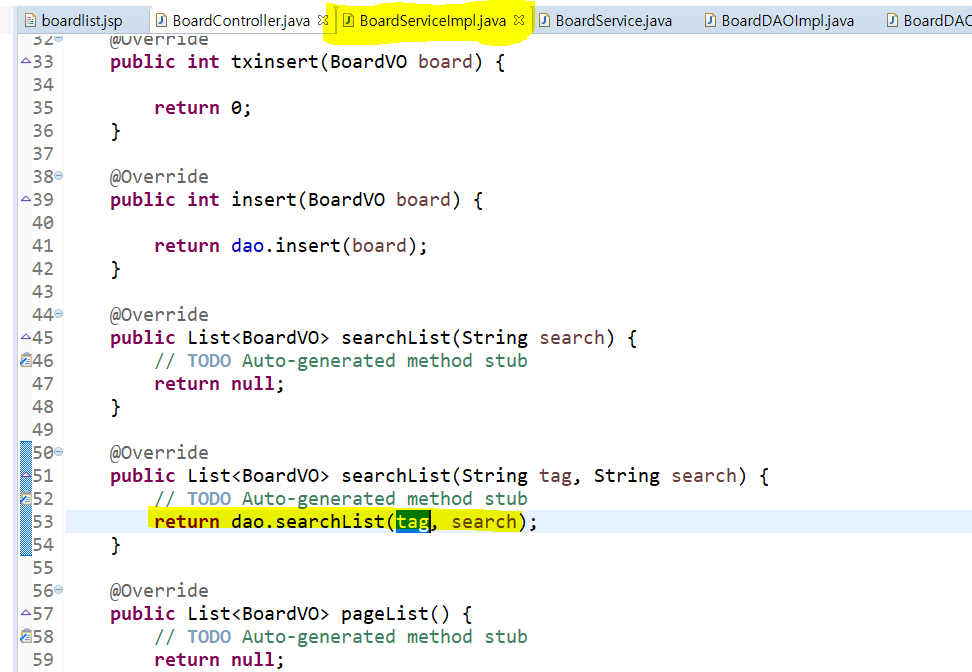 boardlist.jsp BoardController.java BoardServiceImpl.java BoardService.java BoardDAOImpl.java BoardDAO
32 @Override
33 public int txinsert(BoardVO board) {
34
35 return 0;
36 }
37
38 @Override
39 public int insert(BoardVO board) {
40
41 return dao.insert(board);
42 }
43
44 @Override
45 public List<BoardVO> searchList(String search) {
46 // TODO Auto-generated method stub
47 return null;
48 }
49
50 @Override
51 public List<BoardVO> searchList(String tag, String search) {
52 // TODO Auto-generated method stub
53 return dao.searchList(tag, search);
54 }
55
56 @Override
57 public List<BoardVO> pageList() {
58 // TODO Auto-generated method stub
59 return null;